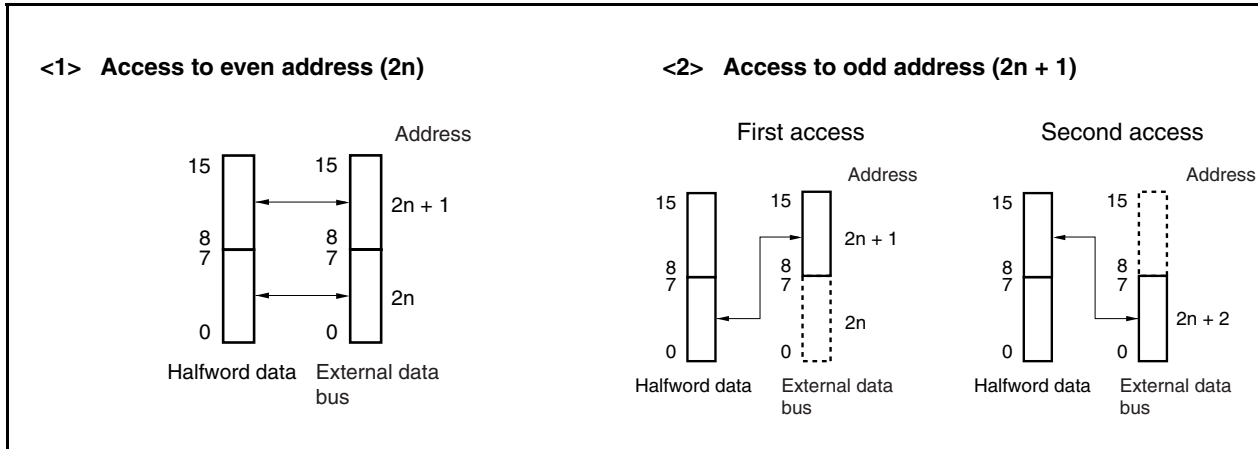 <1> Access to even address (2n)
Address
15
15
2n + 1
8
8
7
7
2n
0
0
Halfword data
External data
bus
<2> Access to odd address (2n + 1)
First access
Address
15
15
2n + 1
8
8
7
7
2n
0
0
Halfword data
External data
bus
Second access
Address
15
15
8
8
7
7
2n + 2
0
0
Halfword data
External data
bus